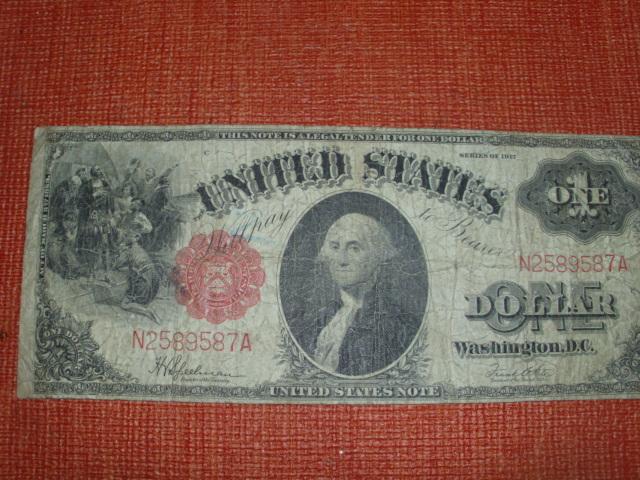 THIS NOTE IS A LEGAL TENDER FOR ONE DOLLAR
SERIES OF 1917
UNITED STATES
ONE
Will pay to Bearer
N2589587A
DOLLAR
ONE
N2589587A
Washington, D.C.
UNITED STATES NOTE